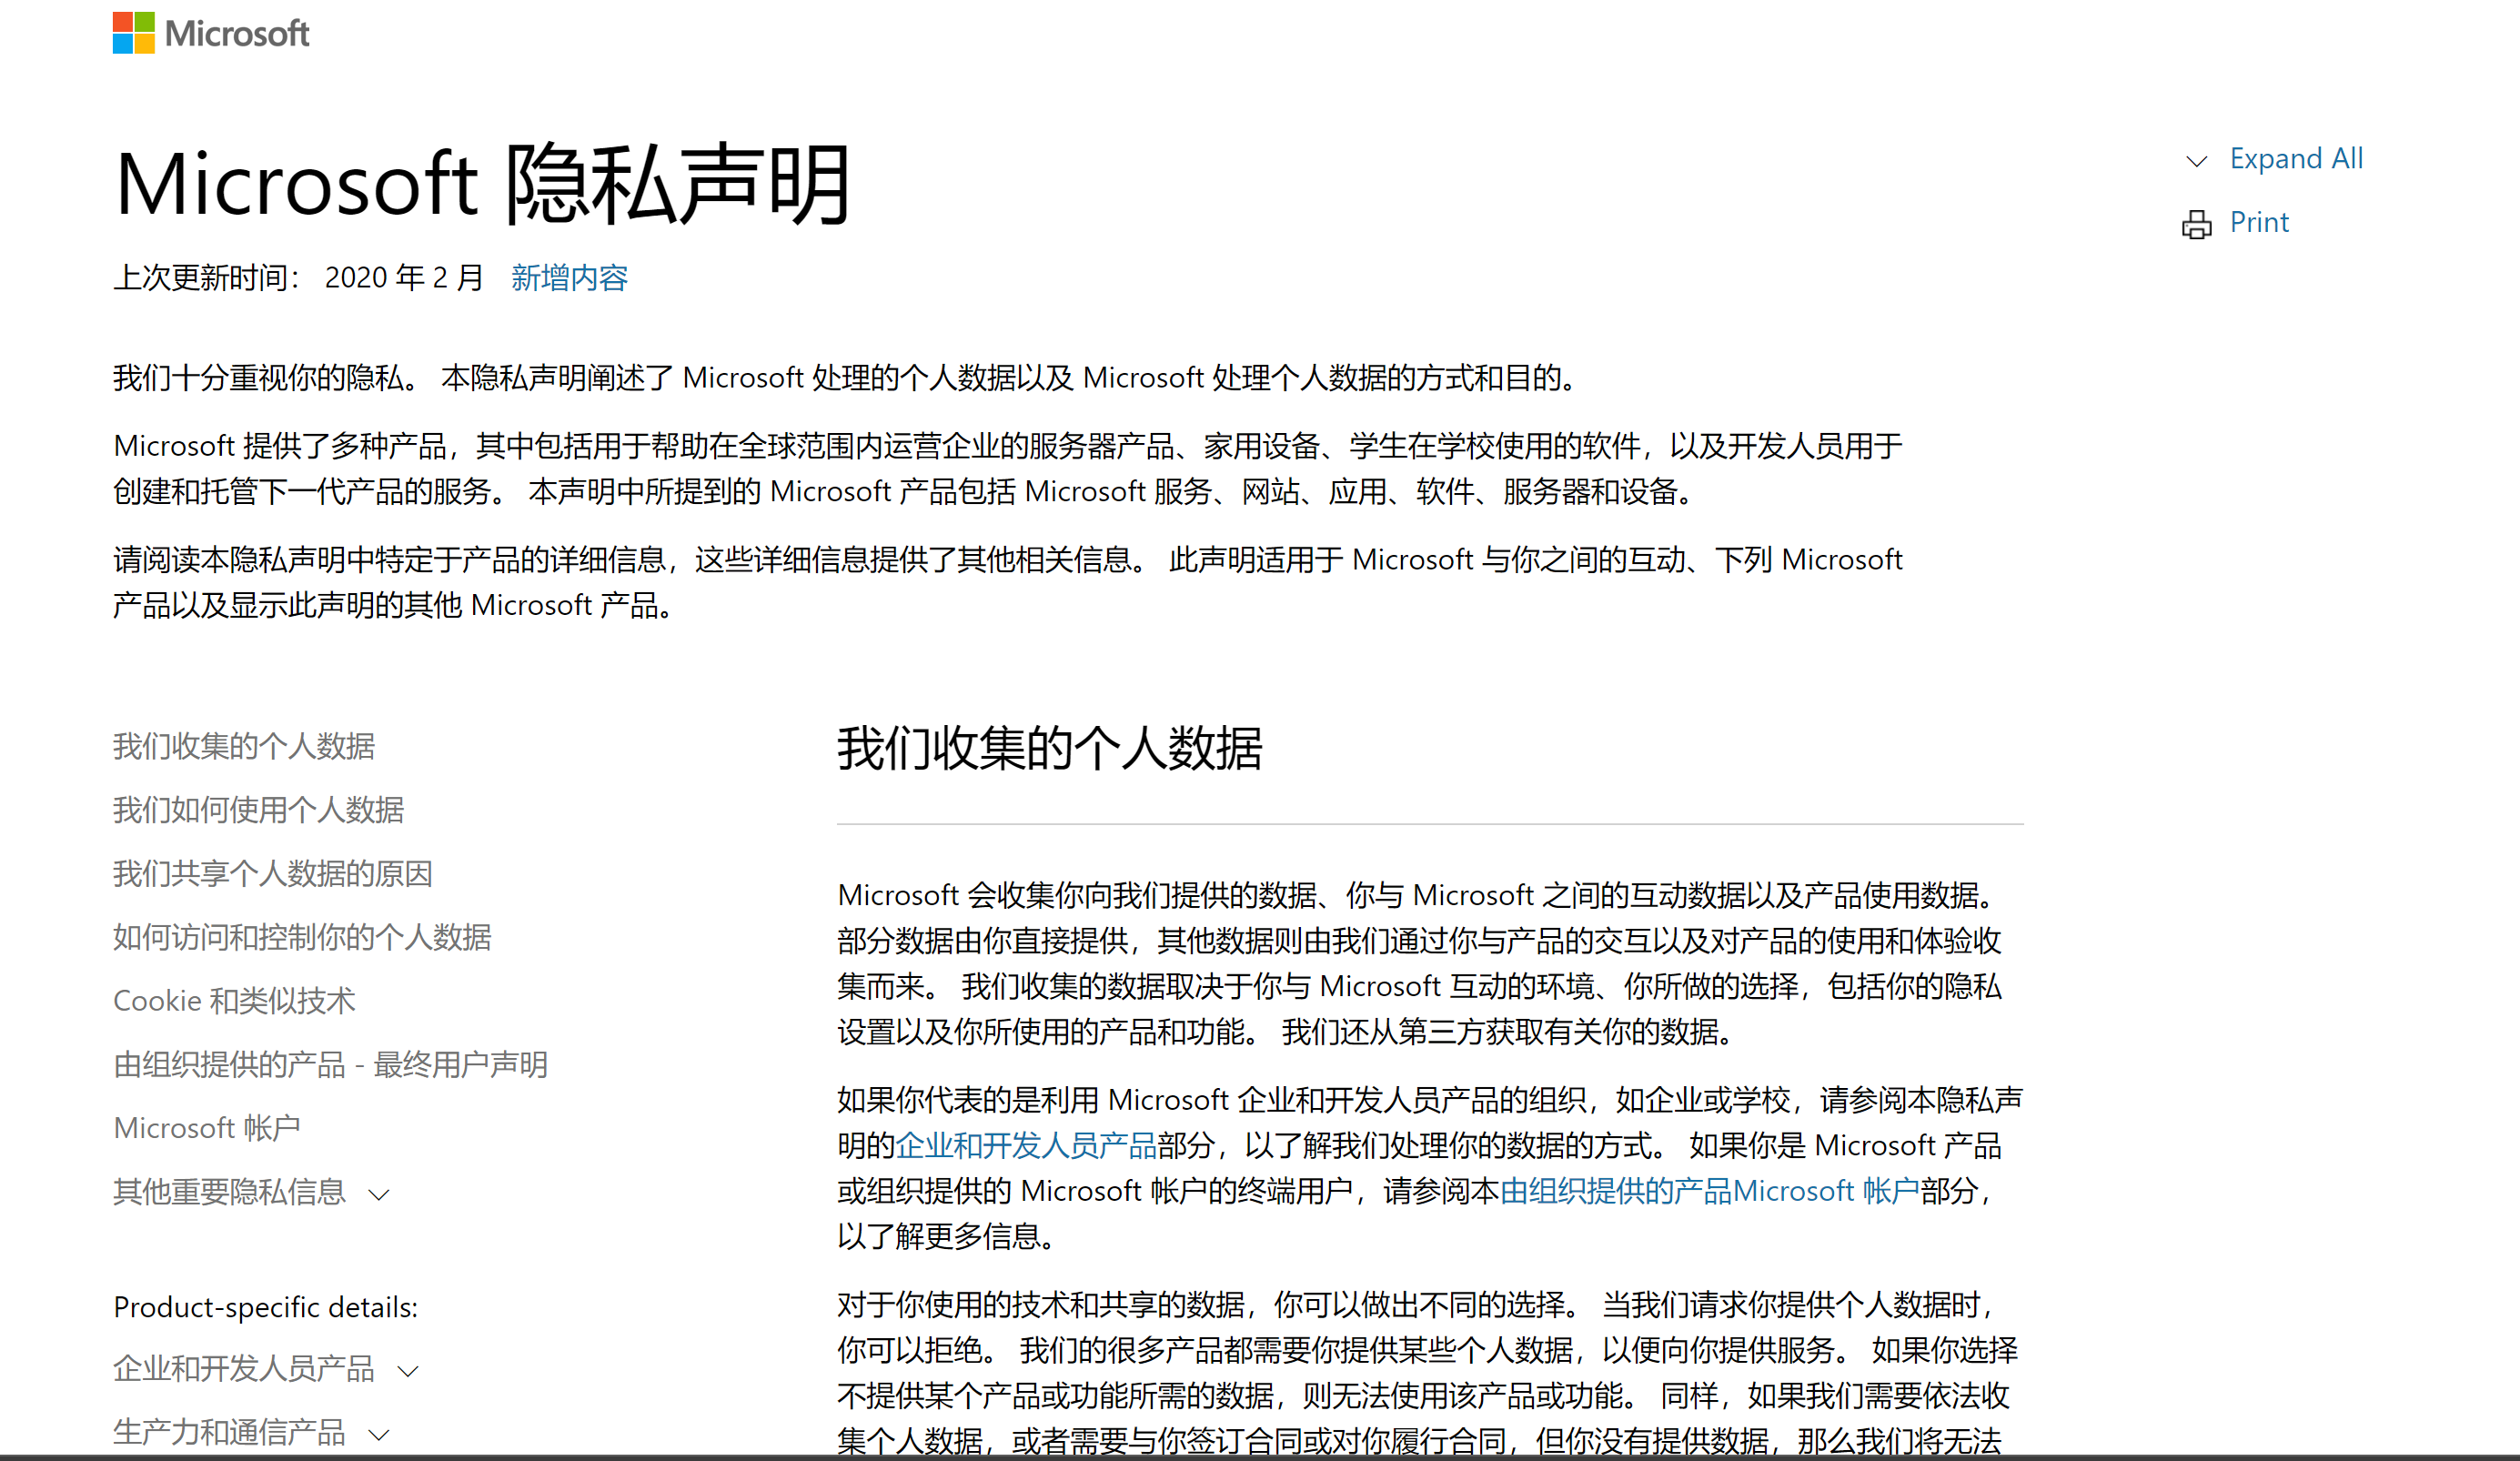 Microsoft
Microsoft 隐私声明
Expand All
Print
上次更新时间： 2020 年 2 月 新增内容
我们十分重视你的隐私。 本隐私声明阐述了 Microsoft 处理的个人数据以及 Microsoft 处理个人数据的方式和目的。
Microsoft 提供了多种产品，其中包括用于帮助在全球范围内运营企业的服务器产品、家用设备、学生在学校使用的软件，以及开发人员用于
创建和托管下一代产品的服务。 本声明中所提到的 Microsoft 产品包括 Microsoft 服务、网站、应用、软件、服务器和设备。
请阅读本隐私声明中特定于产品的详细信息，这些详细信息提供了其他相关信息。 此声明适用于 Microsoft 与你之间的互动、下列 Microsoft
产品以及显示此声明的其他 Microsoft 产品。
我们收集的个人数据
我们如何使用个人数据
我们共享个人数据的原因
如何访问和控制你的个人数据
Cookie 和类似技术
由组织提供的产品 - 最终用户声明
Microsoft 帐户
其他重要隐私信息
Product-specific details:
企业和开发人员产品
生产力和通信产品
我们收集的个人数据
Microsoft 会收集你向我们提供的数据、你与 Microsoft 之间的互动数据以及产品使用数据。
部分数据由你直接提供，其他数据则由我们通过你与产品的交互以及对产品的使用和体验收
集而来。 我们收集的数据取决于你与 Microsoft 互动的环境、你所做的选择，包括你的隐私
设置以及你所使用的产品和功能。 我们还从第三方获取有关你的数据。
如果你代表的是利用 Microsoft 企业和开发人员产品的组织，如企业或学校，请参阅本隐私声
明的企业和开发人员产品部分，以了解我们处理你的数据的方式。 如果你是 Microsoft 产品
或组织提供的 Microsoft 帐户的终端用户，请参阅本由组织提供的产品Microsoft 帐户部分，
以了解更多信息。
对于你使用的技术和共享的数据，你可以做出不同的选择。 当我们请求你提供个人数据时，
你可以拒绝。 我们的很多产品都需要你提供某些个人数据，以便向你提供服务。 如果你选择
不提供某个产品或功能所需的数据，则无法使用该产品或功能。 同样，如果我们需要依法收
集个人数据，或者需要与你签订合同或对你履行合同，但你没有提供数据，那么我们将无法